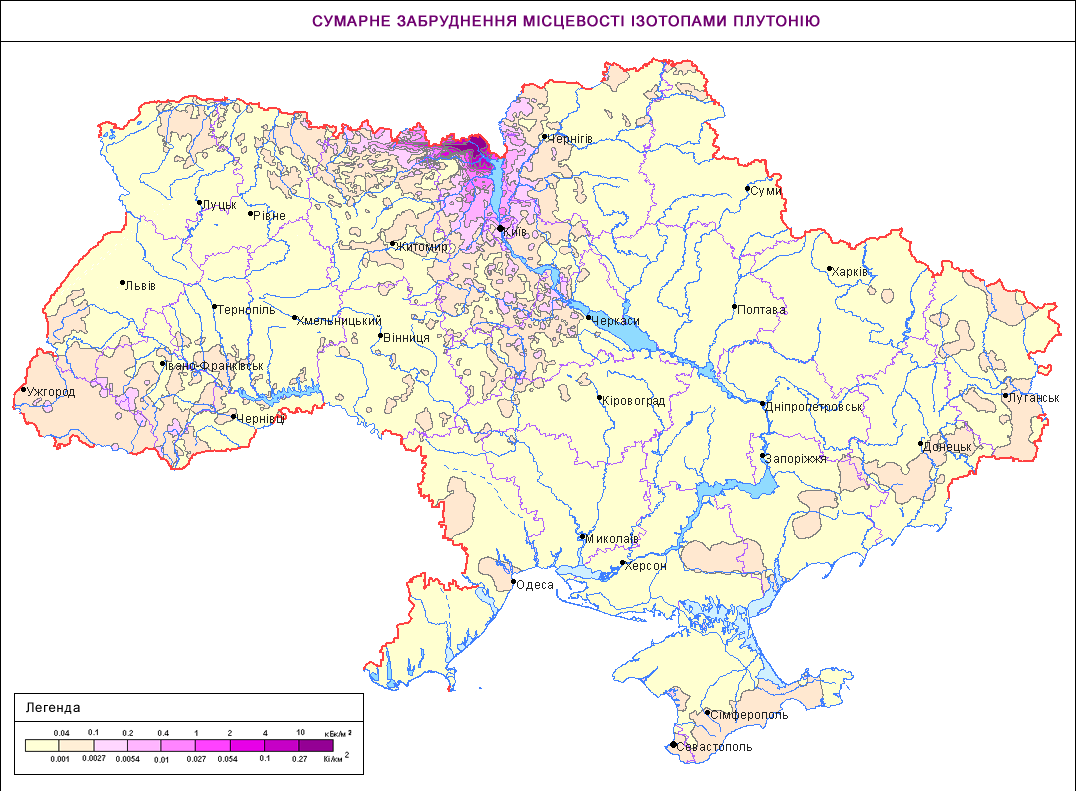 СУМАРНЕ ЗАБРУДНЕННЯ МІСЦЕВОСТІ ІЗОТОПАМИ ПЛУТОНІЮ
Чернігів
Суми
Луцьк
Рівне
Київ
Житомир
Харків
Львів
Тернопіль
Хмельницький
Черкаси
Полтава
Вінниця
Івано-Франківськ
Ужгород
Кіровоград
Луганськ
Дніпропетровськ
Чернівці
Донецьк
Запоріжжя
Миколаїв
Херсон
Одеса
Сімферополь
Севастополь
Легенда
0.04 0.1 0.2 0.4 1 2 4 10 кБк/м 2
0.001 0.0027 0.0054 0.01 0.027 0.054 0.1 0.27 Кі/км 2